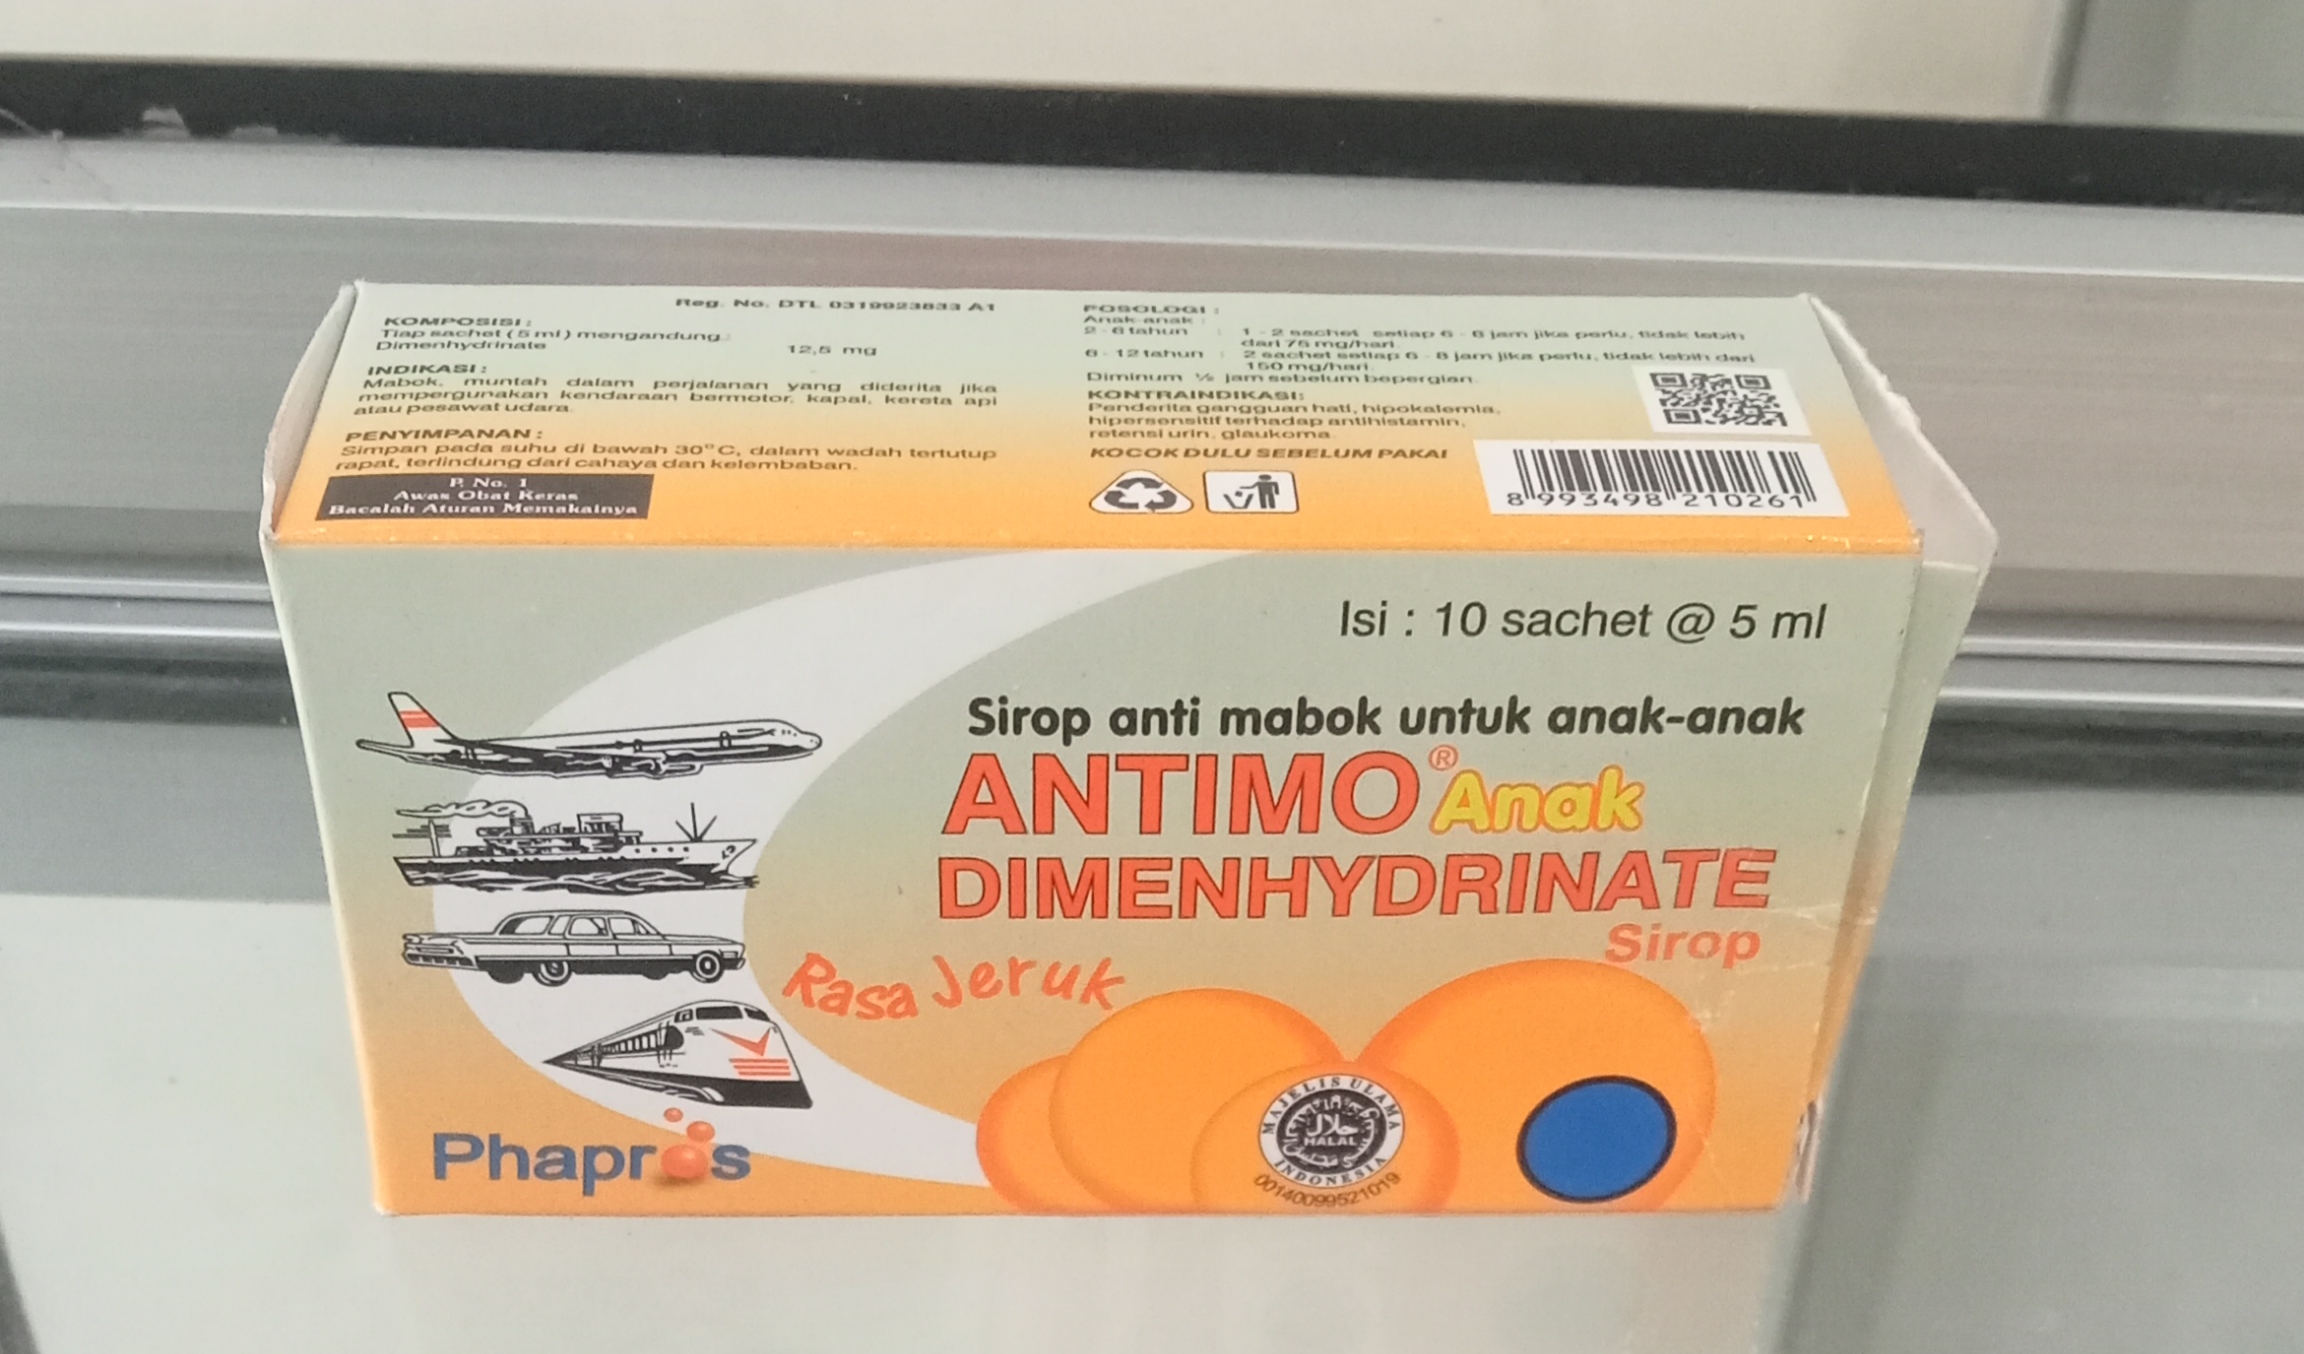 Reg. No. DTL 0319923833 A1
KOMPOSISI :
Tiap sachet ( 5 ml ) mengandung :
Dimenhydrinate 12,5 mg
INDIKASI :
Mabok, muntah dalam perjalanan yang diderita jika
mempergunakan kendaraan bermotor, kapal, kereta api
atau pesawat udara.
PENYIMPANAN :
Simpan pada suhu di bawah 30°C, dalam wadah tertutup
rapat, terlindung dari cahaya dan kelembaban.
P. No. 1
Awas Obat Keras
Bacalah Aturan Memakainya
POSOLOGI :
Anak-anak :
2 - 6 tahun : 1 - 2 sachet setiap 6 - 8 jam jika perlu, tidak lebih
dari 75 mg/hari.
6 - 12 tahun : 2 sachet setiap 6 - 8 jam jika perlu, tidak lebih dari
150 mg/hari.
Diminum ½ jam sebelum bepergian.
KONTRAINDIKASI:
Penderita gangguan hati, hipokalemia,
hipersensitif terhadap antihistamin,
retensi urin, glaukoma.
KOCOK DULU SEBELUM PAKAI
8 993498 210261
Isi : 10 sachet @ 5 ml
Sirop anti mabok untuk anak-anak
ANTIMO® Anak
DIMENHYDRINATE
Sirop
Rasa Jeruk
Phapros
MAJELIS ULAMA
حلال
HALAL
INDONESIA
00140099521019